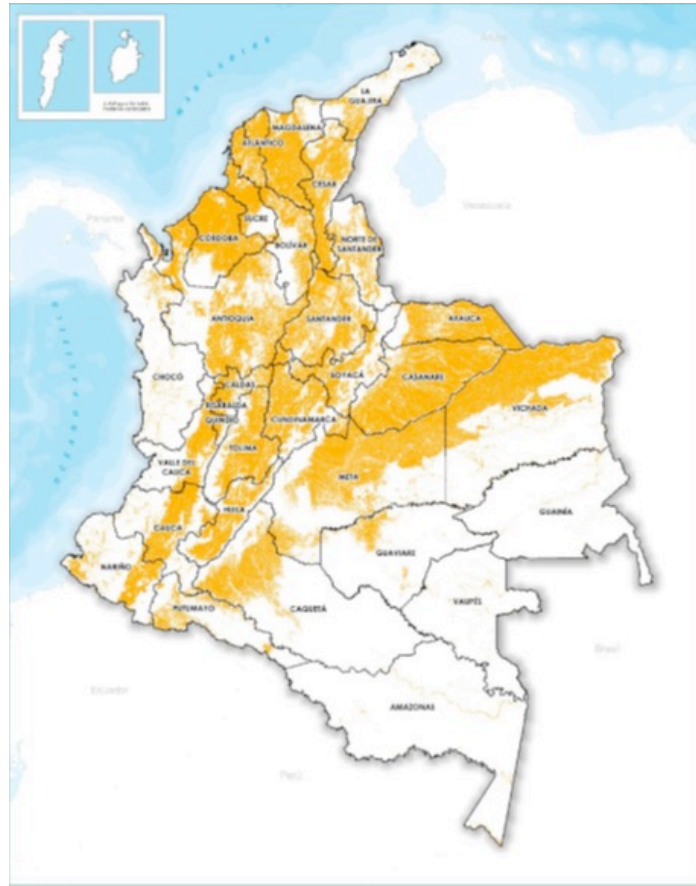 Aruba
LA
GUAJIRA
MAGDALENA
ATLÁNTICO
CESAR
Panamá
Venezuela
SUCRE
CÓRDOBA
BOLÍVAR
NORTE DE
SANTANDER
ANTIOQUIA
SANTANDER
ARAUCA
CHOCÓ
BOYACÁ
CASANARE
CALDAS
RISARALDA
QUINDÍO
CUNDINAMARCA
VICHADA
TOLIMA
VALLE DEL
CAUCA
META
HUILA
GUAINÍA
CAUCA
GUAVIARE
NARIÑO
VAUPÉS
PUTUMAYO
CAQUETÁ
Brasil
Ecuador
AMAZONAS
Perú